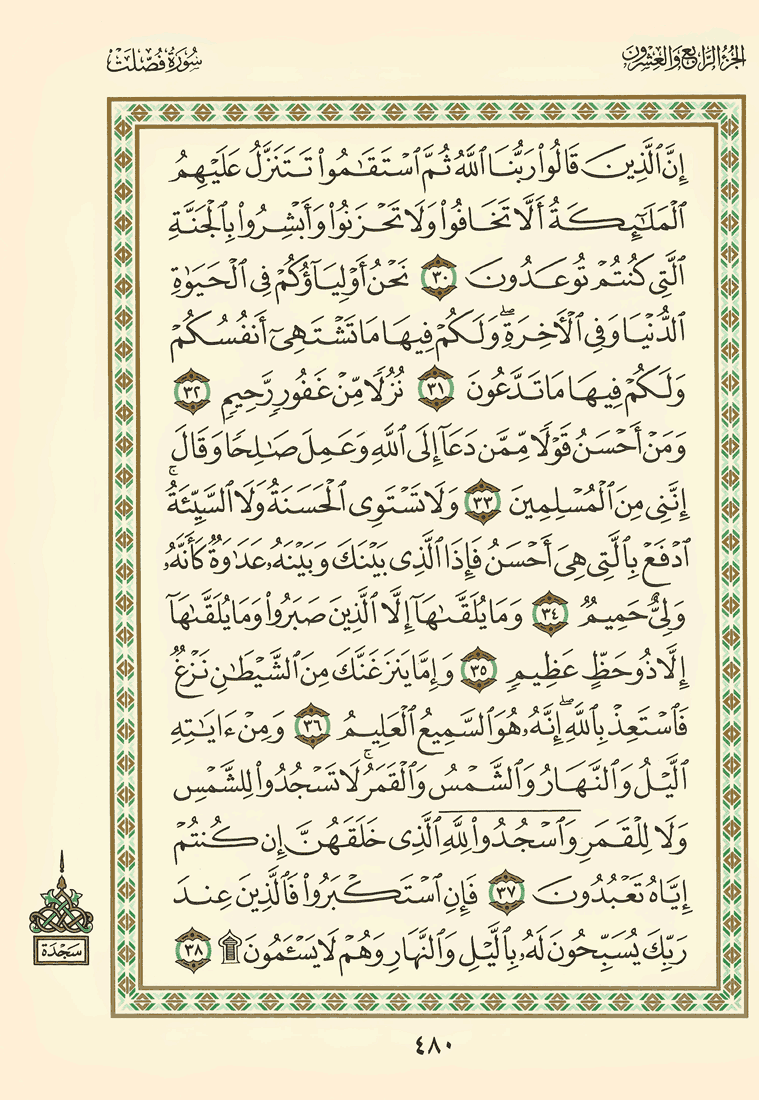 الجزء الرابع والعشرون
سورة فصلت
إِنَّ ٱلَّذِينَ قَالُوا۟ رَبُّنَا ٱللَّهُ ثُمَّ ٱسْتَقَـٰمُوا۟ تَتَنَزَّلُ عَلَيْهِمُ
ٱلْمَلَـٰٓئِكَةُ أَلَّا تَخَافُوا۟ وَلَا تَحْزَنُوا۟ وَأَبْشِرُوا۟ بِٱلْجَنَّةِ
ٱلَّتِى كُنتُمْ تُوعَدُونَ ٣٠ نَحْنُ أَوْلِيَآؤُكُمْ فِى ٱلْحَيَوٰةِ
ٱلدُّنْيَا وَفِى ٱلْـَٔاخِرَةِ ۖ وَلَكُمْ فِيهَا مَا تَشْتَهِىٓ أَنفُسُكُمْ
وَلَكُمْ فِيهَا مَا تَدَّعُونَ ٣١ نُزُلًا مِّنْ غَفُورٍ رَّحِيمٍ ٣٢
وَمَنْ أَحْسَنُ قَوْلًا مِّمَّن دَعَآ إِلَى ٱللَّهِ وَعَمِلَ صَـٰلِحًا وَقَالَ
إِنَّنِى مِنَ ٱلْمُسْلِمِينَ ٣٣ وَلَا تَسْتَوِى ٱلْحَسَنَةُ وَلَا ٱلسَّيِّئَةُ ۚ
ٱدْفَعْ بِٱلَّتِى هِىَ أَحْسَنُ فَإِذَا ٱلَّذِى بَيْنَكَ وَبَيْنَهُۥ عَدَٰوَةٌ كَأَنَّهُۥ
وَلِىٌّ حَمِيمٌ ٣٤ وَمَا يُلَقَّىٰهَآ إِلَّا ٱلَّذِينَ صَبَرُوا۟ وَمَا يُلَقَّىٰهَآ
إِلَّا ذُو حَظٍّ عَظِيمٍ ٣٥ وَإِمَّا يَنزَغَنَّكَ مِنَ ٱلشَّيْطَـٰنِ نَزْغٌ
فَٱسْتَعِذْ بِٱللَّهِ ۖ إِنَّهُۥ هُوَ ٱلسَّمِيعُ ٱلْعَلِيمُ ٣٦ وَمِنْ ءَايَـٰتِهِ
ٱلَّيْلُ وَٱلنَّهَارُ وَٱلشَّمْسُ وَٱلْقَمَرُ ۚ لَا تَسْجُدُوا۟ لِلشَّمْسِ
وَلَا لِلْقَمَرِ وَٱسْجُدُوا۟ لِلَّهِ ٱلَّذِى خَلَقَهُنَّ إِن كُنتُمْ
إِيَّاهُ تَعْبُدُونَ ٣٧ فَإِنِ ٱسْتَكْبَرُوا۟ فَٱلَّذِينَ عِندَ
رَبِّكَ يُسَبِّحُونَ لَهُۥ بِٱلَّيْلِ وَٱلنَّهَارِ وَهُمْ لَا يَسْـَٔمُونَ ۩ ٣٨
سجدة
٤٨٠